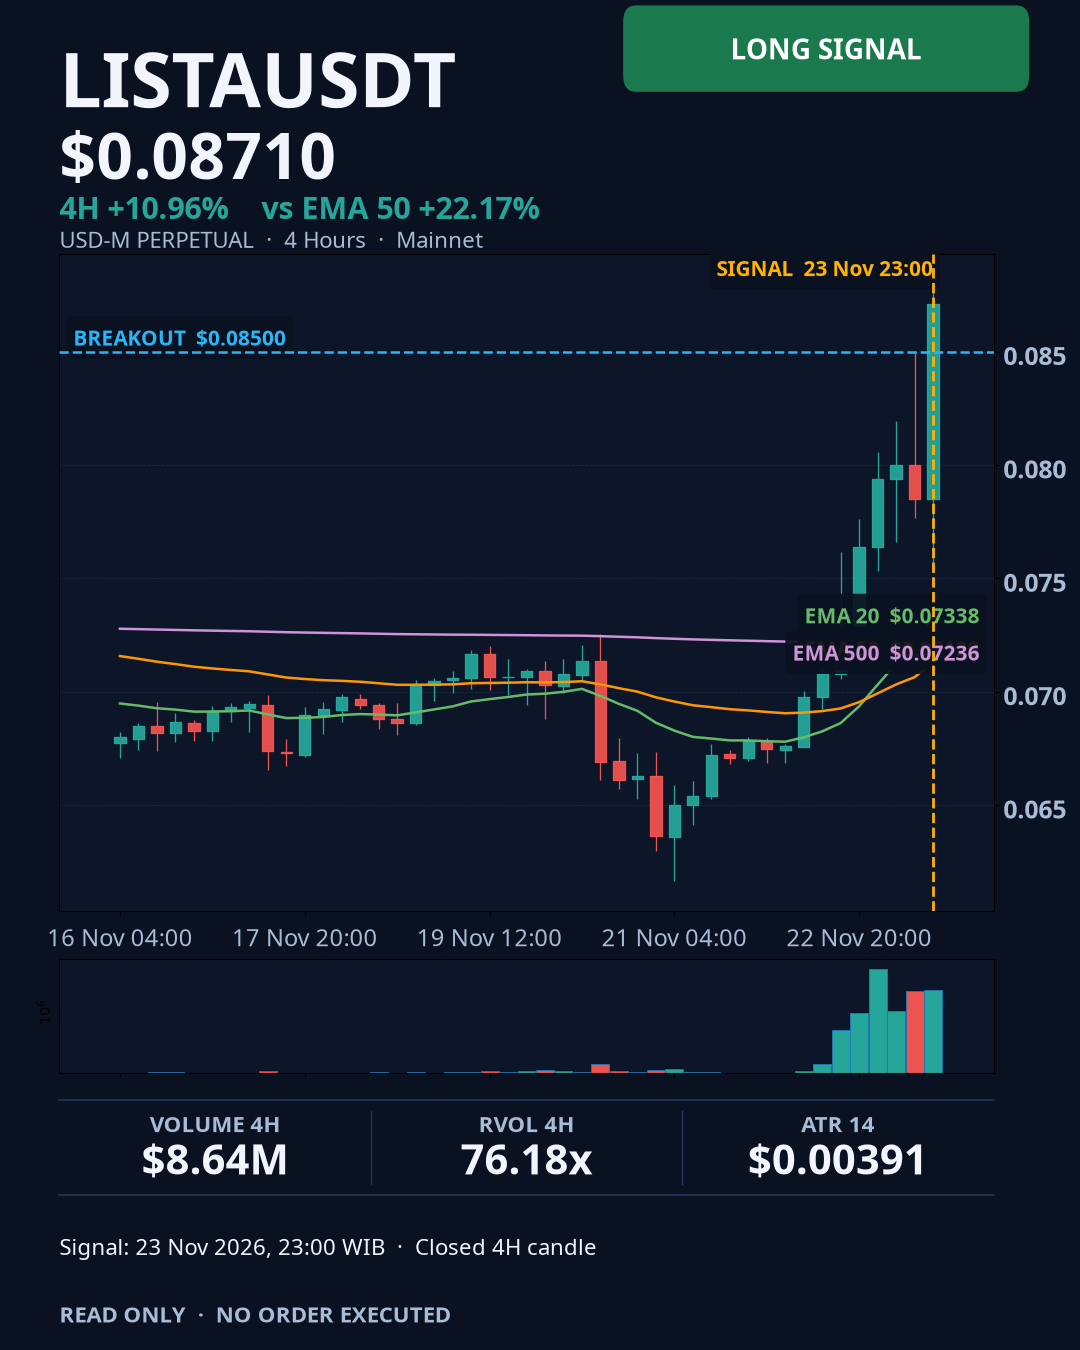 LISTAUSDT
LONG SIGNAL
$0.08710
4H +10.96% vs EMA 50 +22.17%
USD-M PERPETUAL · 4 Hours · Mainnet
SIGNAL 23 Nov 23:00
BREAKOUT $0.08500
0.085
0.080
0.075
EMA 20 $0.07338
EMA 500 $0.07236
0.070
0.065
16 Nov 04:00 17 Nov 20:00 19 Nov 12:00 21 Nov 04:00 22 Nov 20:00
10⁶
VOLUME 4H RVOL 4H ATR 14
$8.64M 76.18x $0.00391
Signal: 23 Nov 2026, 23:00 WIB · Closed 4H candle
READ ONLY · NO ORDER EXECUTED